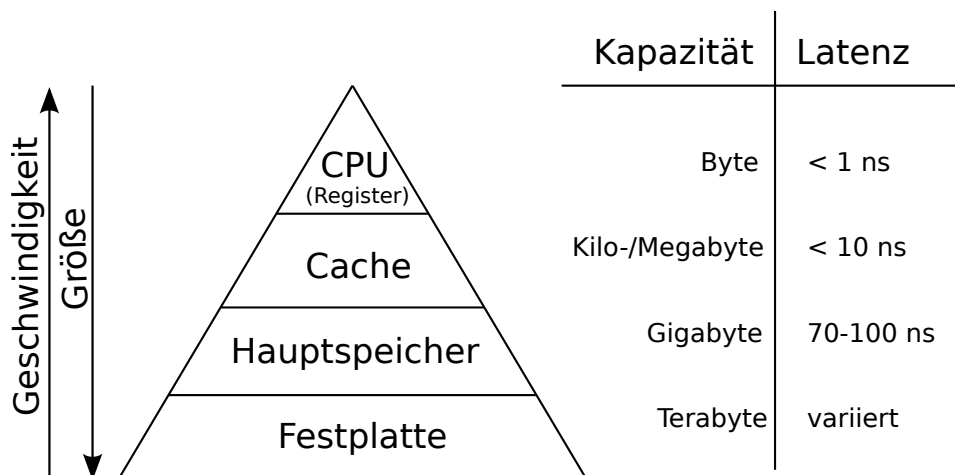 Geschwindigkeit
Größe
CPU
(Register)
Cache
Hauptspeicher
Festplatte
Kapazität Latenz
Byte < 1 ns
Kilo-/Megabyte < 10 ns
Gigabyte 70-100 ns
Terabyte variiert